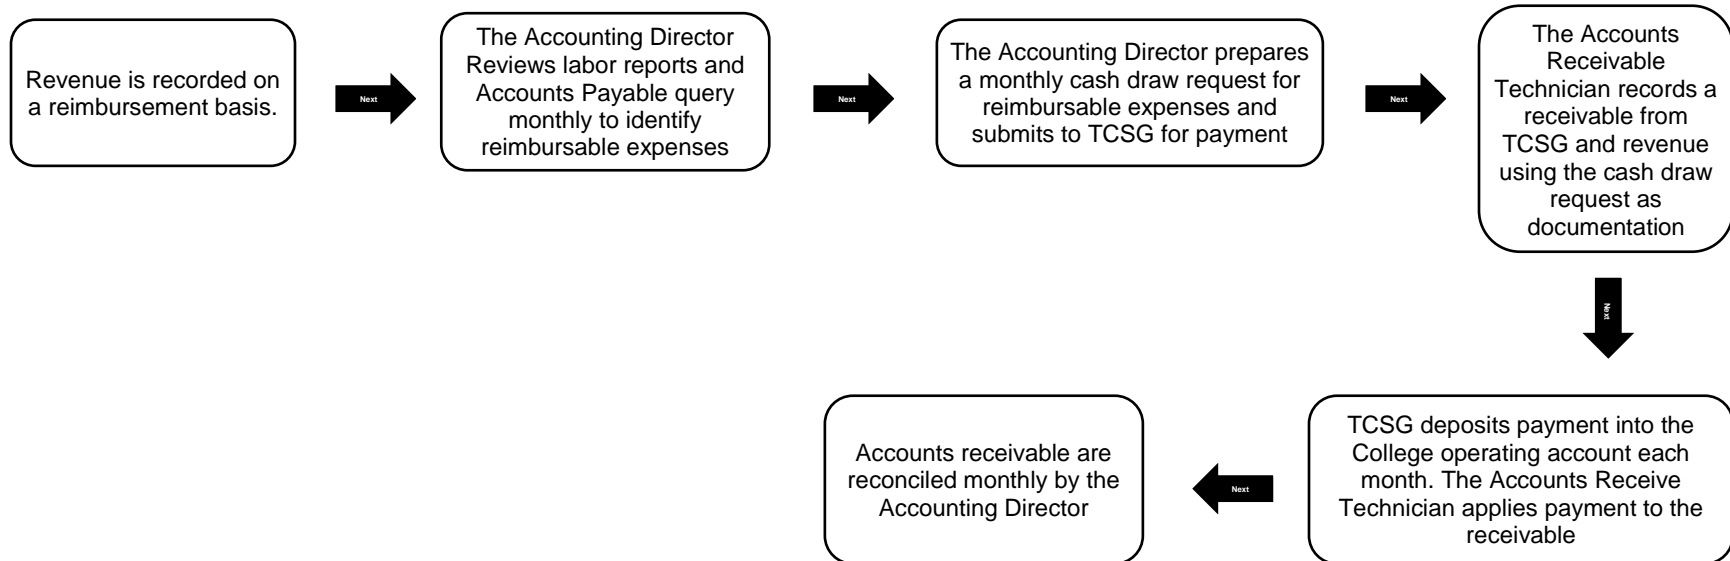 Revenue is recorded on
a reimbursement basis.
Next
The Accounting Director
Reviews labor reports and
Accounts Payable query
monthly to identify
reimbursable expenses
Next
The Accounting Director prepares
a monthly cash draw request for
reimbursable expenses and
submits to TCSG for payment
Next
The Accounts
Receivable
Technician records a
receivable from
TCSG and revenue
using the cash draw
request as
documentation
Next
TCSG deposits payment into the
College operating account each
month. The Accounts Receive
Technician applies payment to the
receivable
Next
Accounts receivable are
reconciled monthly by the
Accounting Director